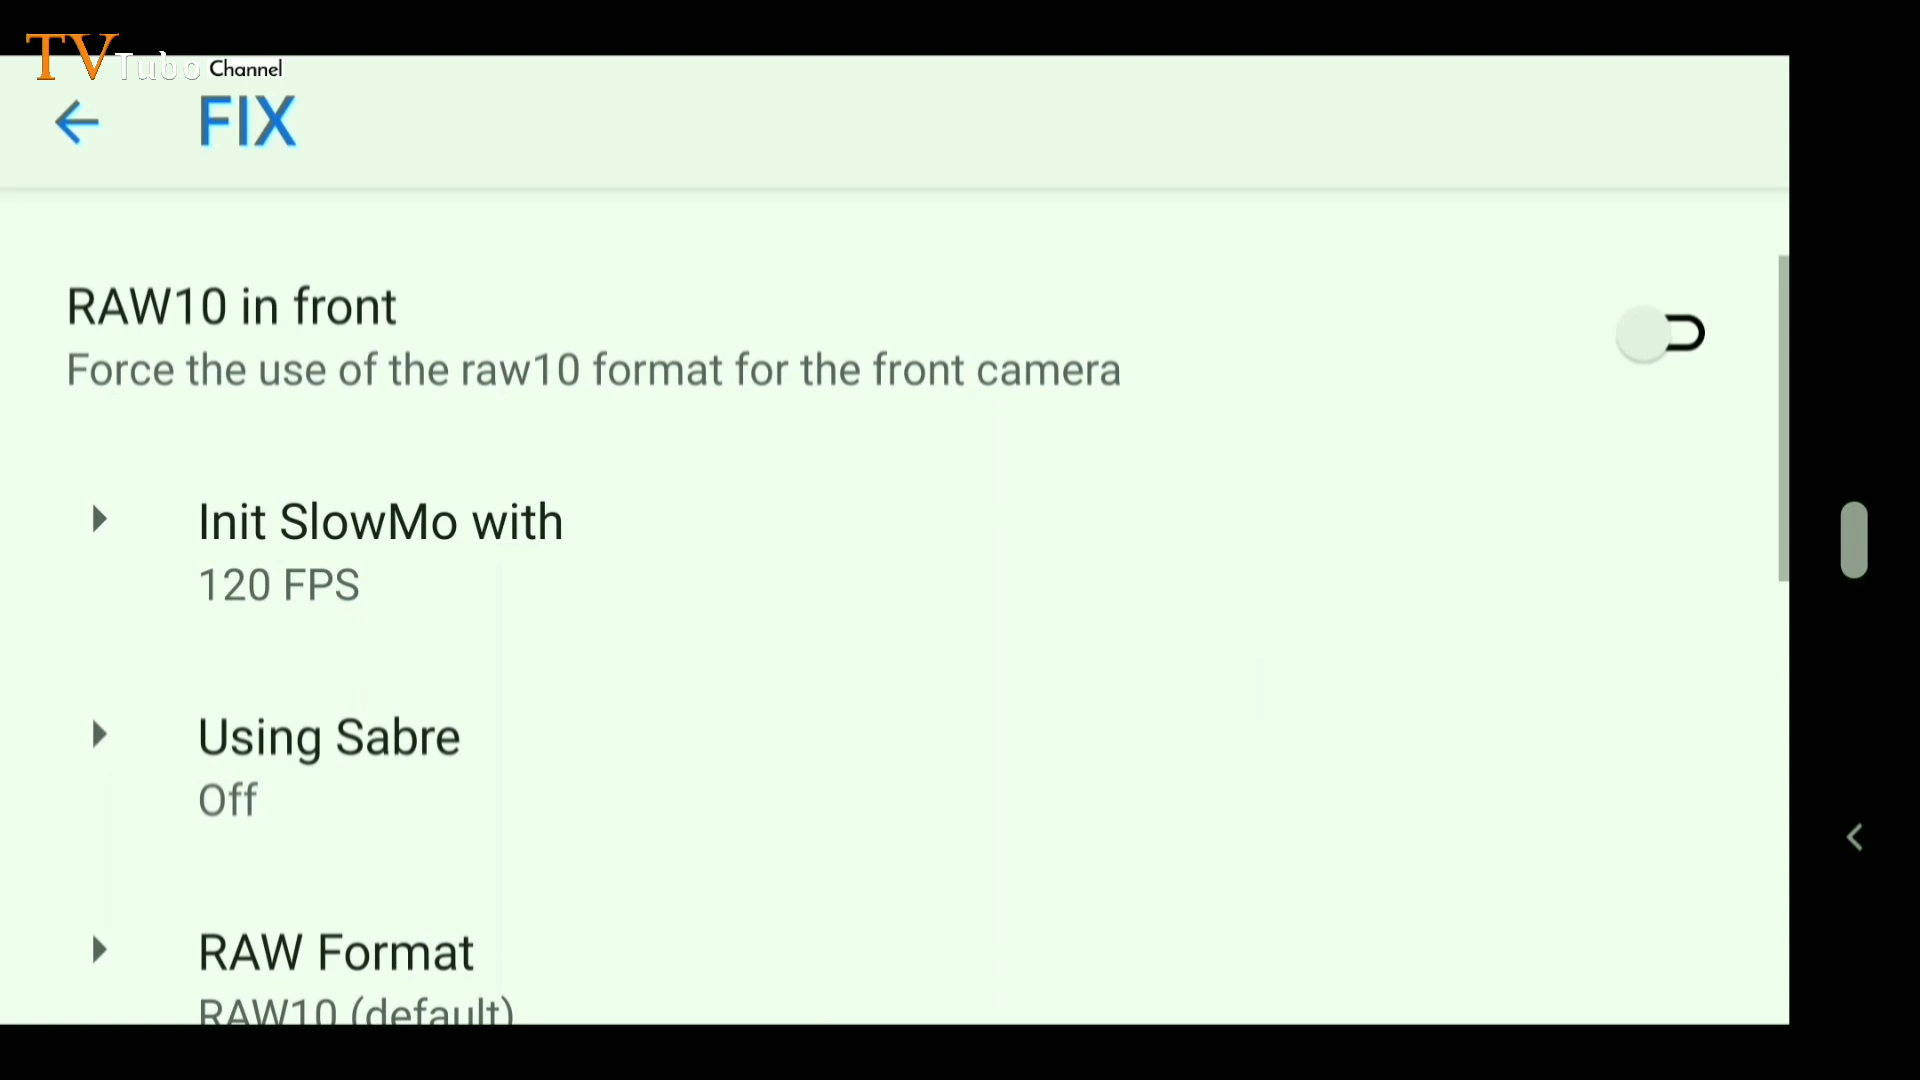 TV Tubo Channel
FIX
RAW10 in front
Force the use of the raw10 format for the front camera
Init SlowMo with
120 FPS
Using Sabre
Off
RAW Format
RAW10 (default)